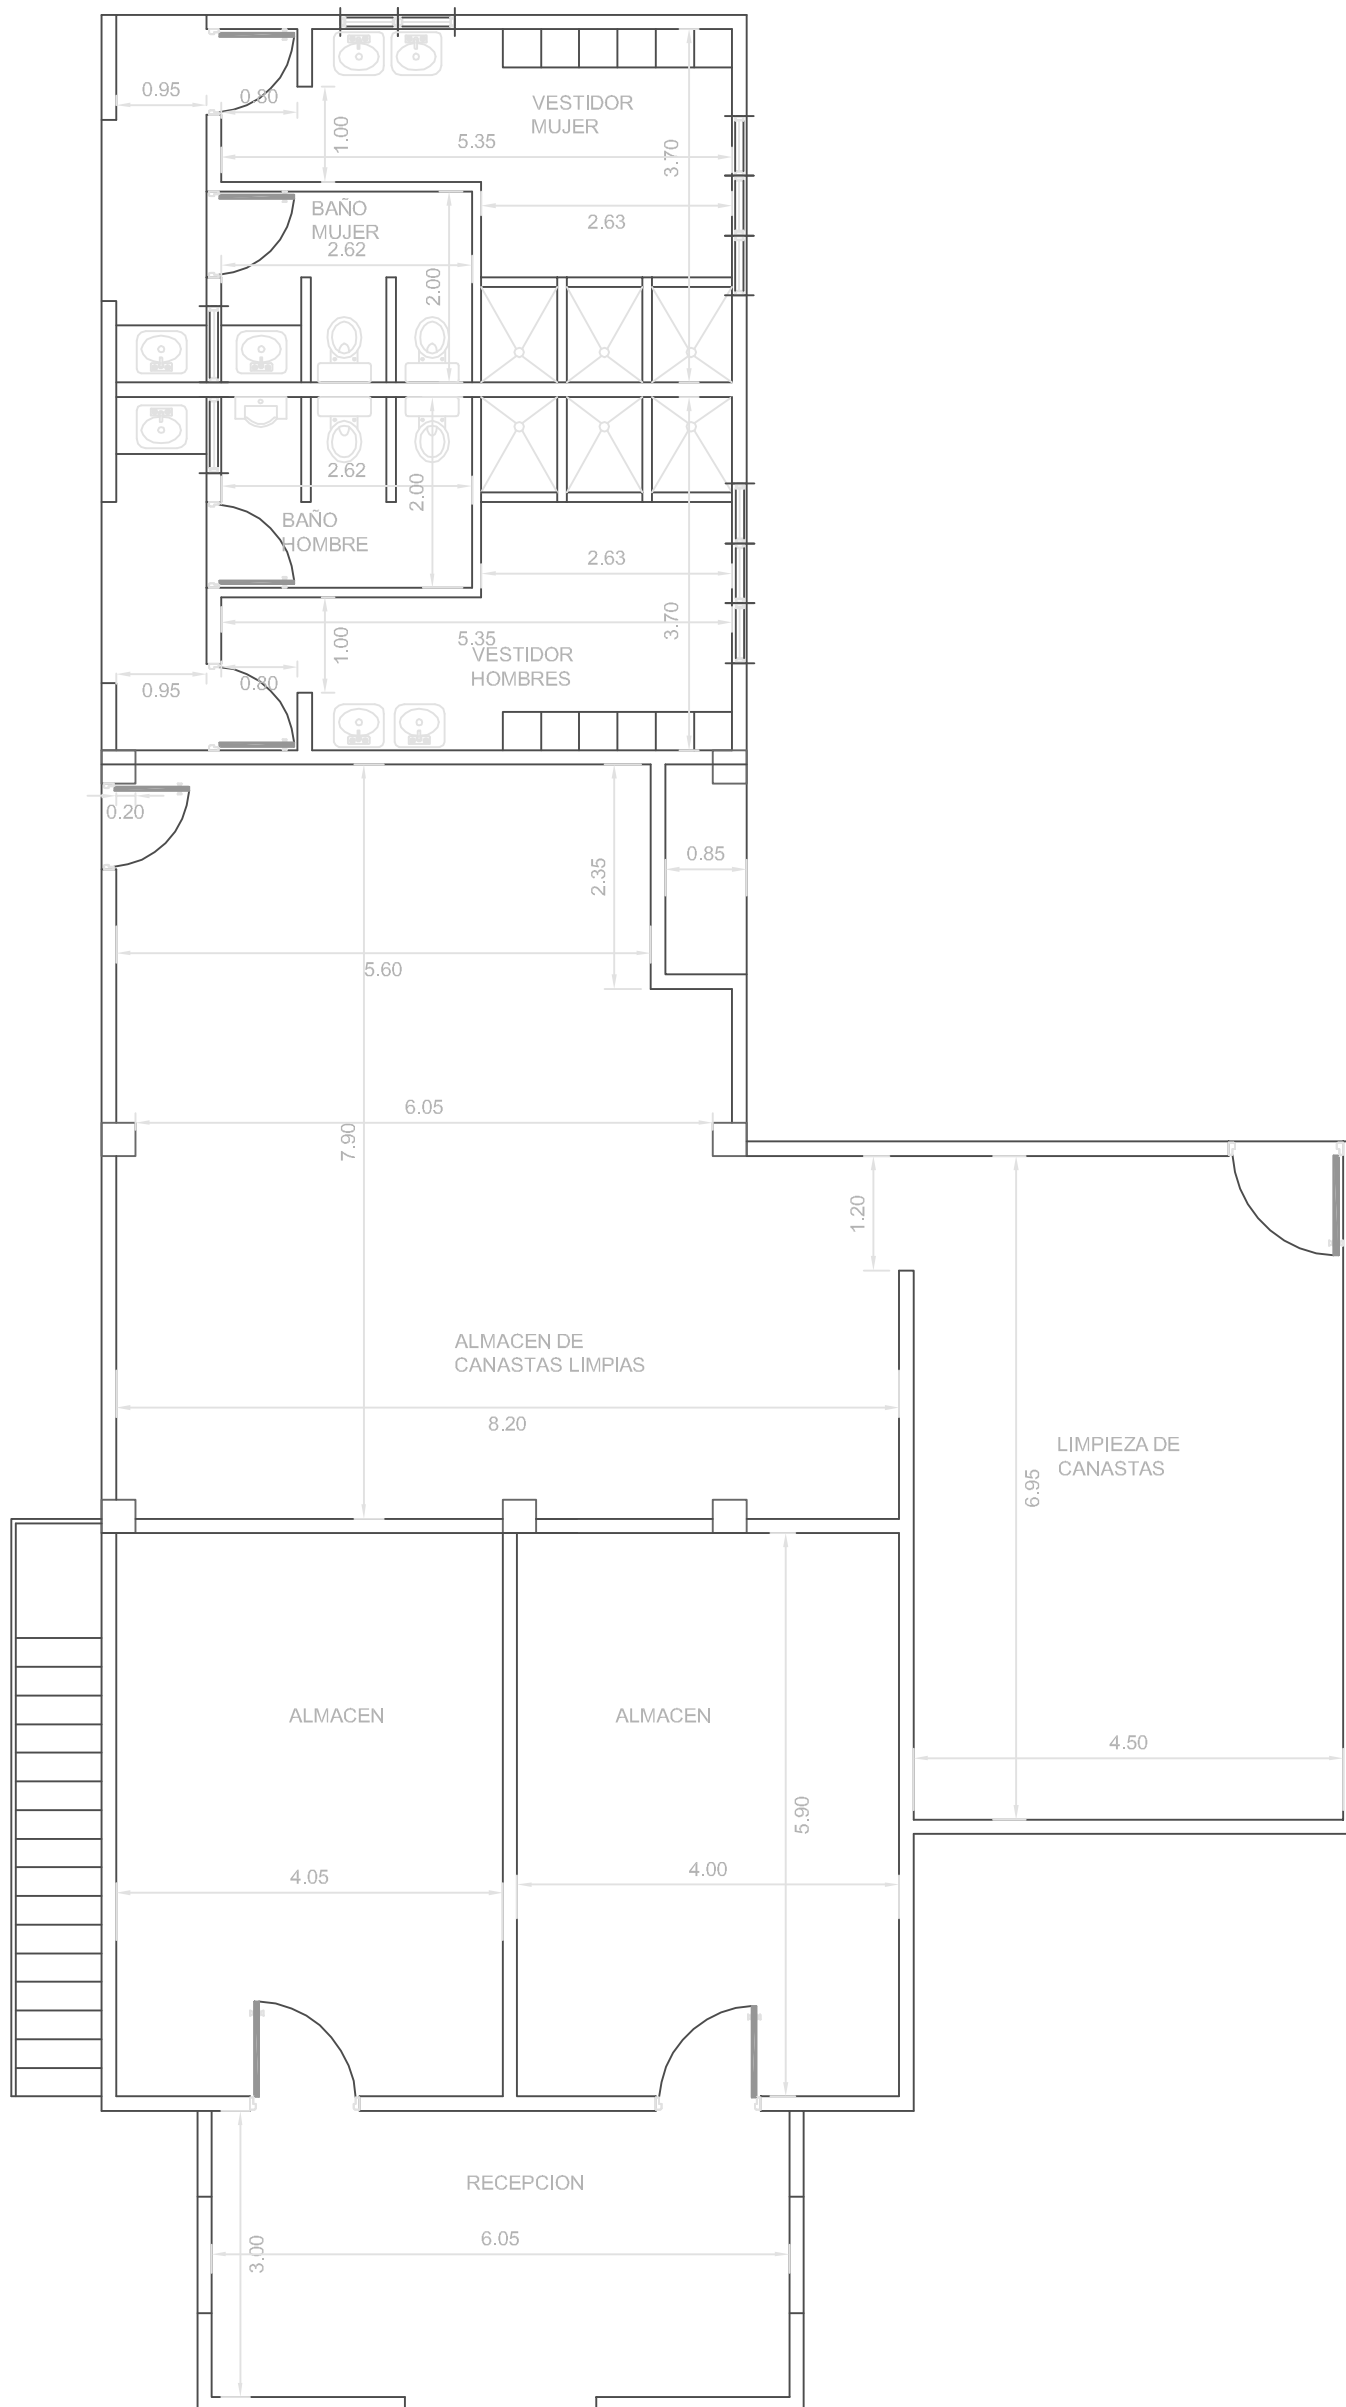 0.95
0.80
1.00
VESTIDOR
MUJER
5.35
3.70
BAÑO
MUJER
2.62
2.63
2.00
2.62
2.00
BAÑO
HOMBRE
2.63
3.70
1.00
5.35
VESTIDOR
HOMBRES
0.95
0.80
0.20
2.35
0.85
5.60
6.05
7.90
1.20
ALMACEN DE
CANASTAS LIMPIAS
8.20
LIMPIEZA DE
CANASTAS
6.95
ALMACEN
ALMACEN
4.50
5.90
4.05
4.00
RECEPCION
6.05
3.00